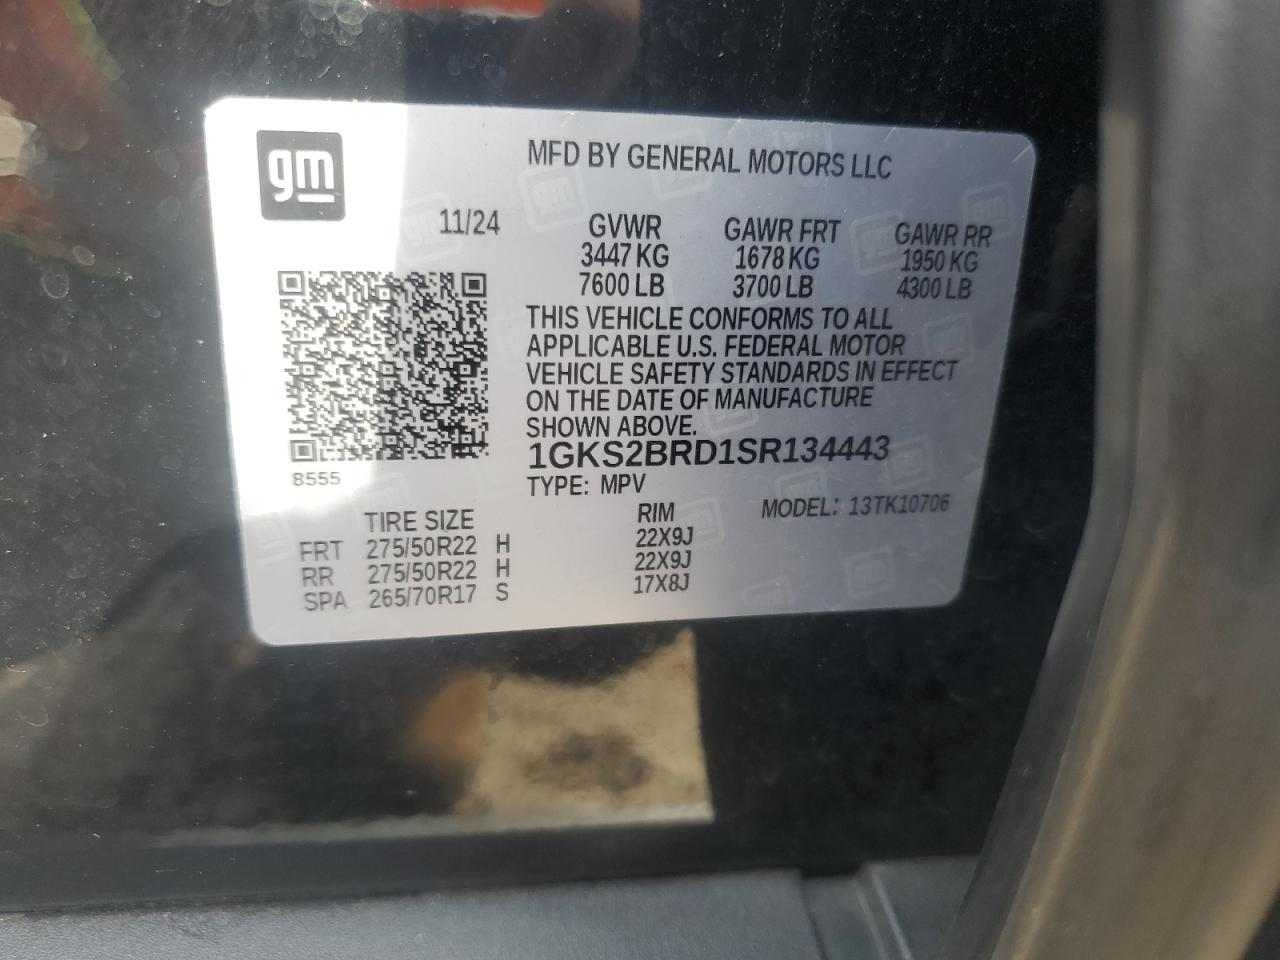 gm
MFD BY GENERAL MOTORS LLC
11/24
GVWR GAWR FRT GAWR RR
3447 KG 1678 KG 1950 KG
7600 LB 3700 LB 4300 LB
THIS VEHICLE CONFORMS TO ALL
APPLICABLE U.S. FEDERAL MOTOR
VEHICLE SAFETY STANDARDS IN EFFECT
ON THE DATE OF MANUFACTURE
SHOWN ABOVE.
1GKS2BRD1SR134443
8555
TYPE: MPV
MODEL: 13TK10706
TIRE SIZE RIM
FRT 275/50R22 H 22X9J
RR 275/50R22 H 22X9J
SPA 265/70R17 S 17X8J